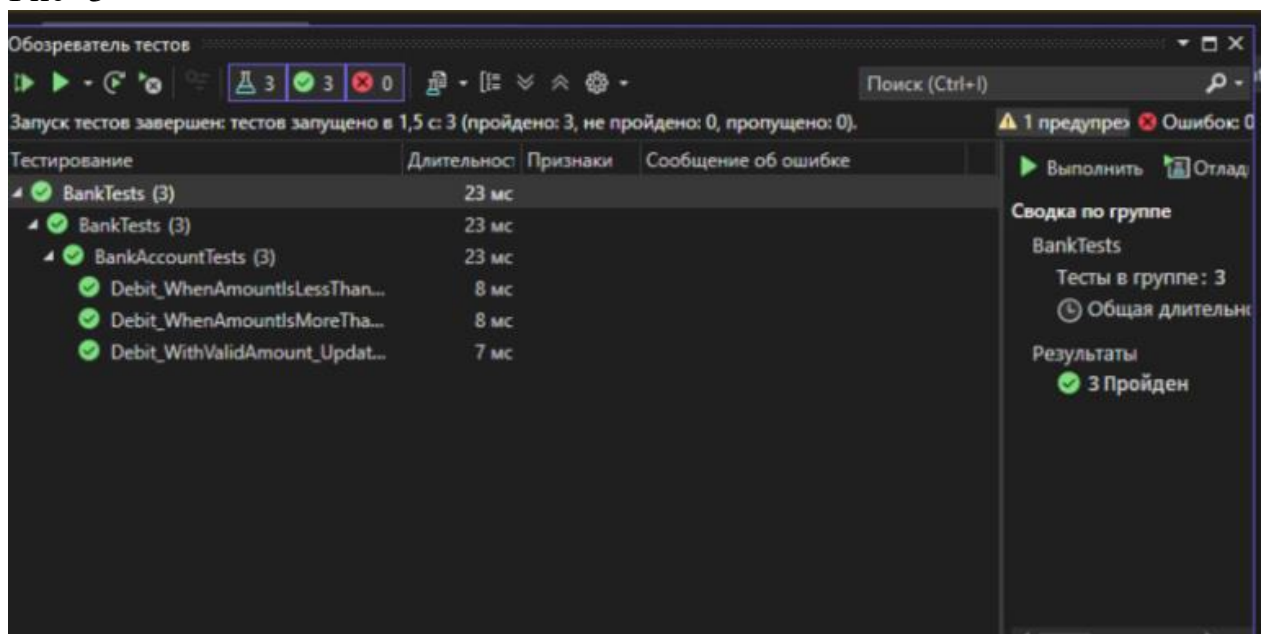 Обозреватель тестов
3 3 0
Поиск (Ctrl+I)
Запуск тестов завершен: тестов запущено в 1,5 с: 3 (пройдено: 3, не пройдено: 0, пропущено: 0).
1 предупреж Ошибок: 0
Тестирование Длительност Признаки Сообщение об ошибке
BankTests (3) 23 мс
BankTests (3) 23 мс
BankAccountTests (3) 23 мс
Debit_WhenAmountIsLessThan... 8 мс
Debit_WhenAmountIsMoreTha... 8 мс
Debit_WithValidAmount_Updat... 7 мс
Выполнить Отлад
Сводка по группе
BankTests
Тесты в группе: 3
Общая длительно
Результаты
3 Пройден